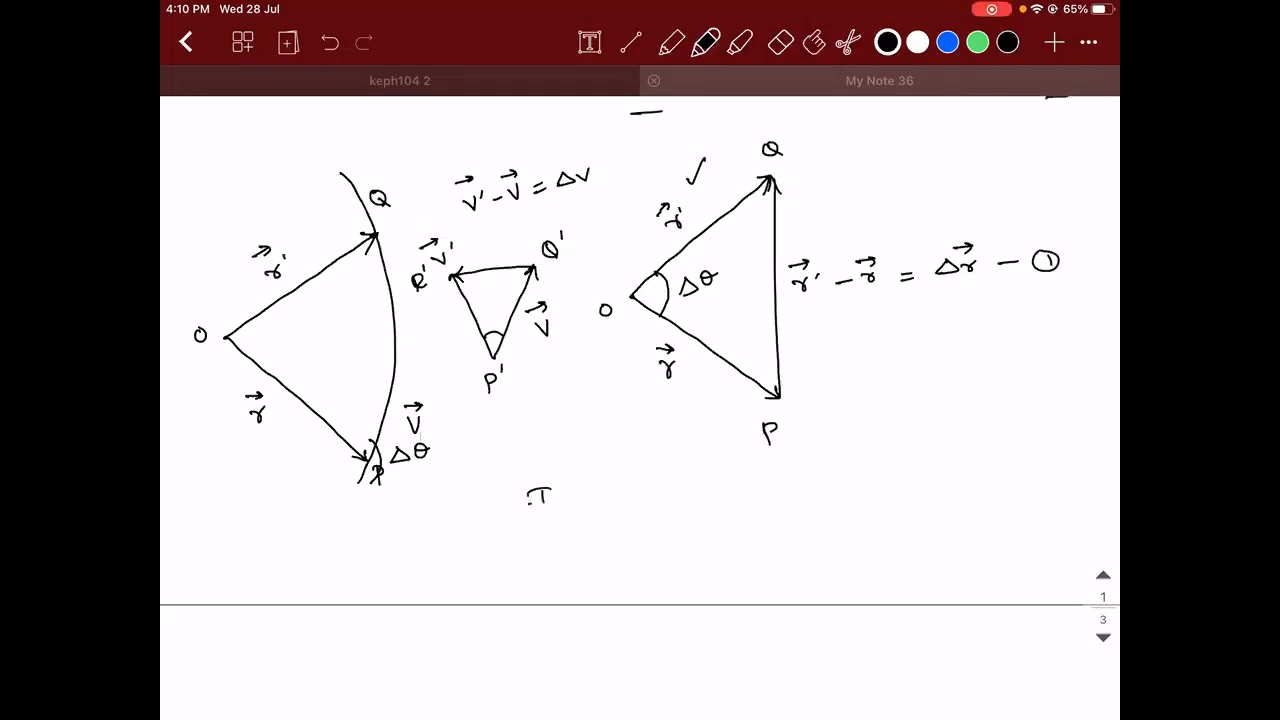 4:10 PM Wed 28 Jul
65%
keph104 2
My Note 36
Q
r⃗'
O
r⃗
P
V⃗
Δθ
V⃗' - V⃗ = ΔV
V⃗'
R'
Q'
V⃗
P'
Q
r⃗'
Δθ
O
r⃗
P
r⃗' - r⃗ = Δr⃗ - ①
1
3